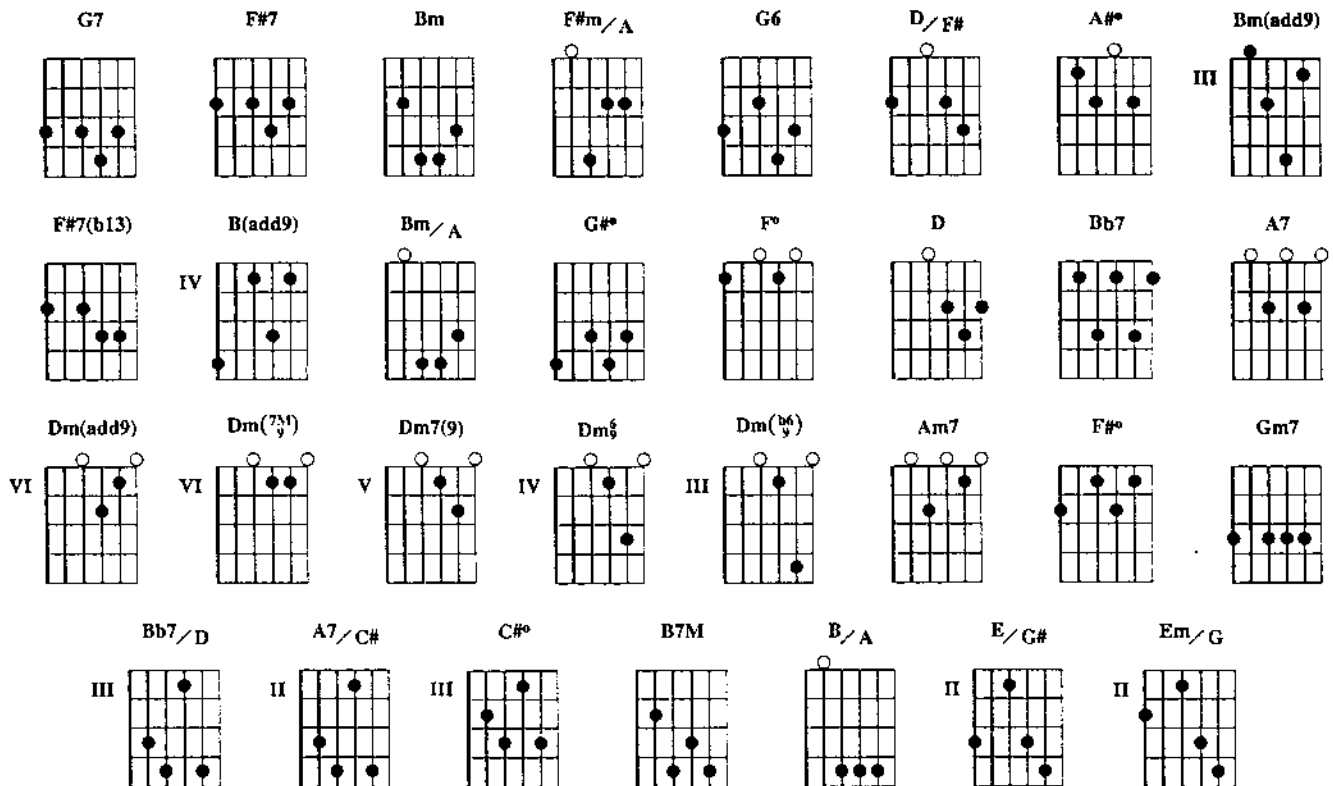 G7 F#7 Bm F#m/A G6 D/F# A#° Bm(add9)
III
F#7(b13) B(add9) Bm/A G#° F° D Bb7 A7
IV
Dm(add9) Dm(7M 9) Dm7(9) Dm6 9 Dm(b6 9) Am7 F#° Gm7
VI VI V IV III
Bb7/D A7/C# C#° B7M B/A E/G# Em/G
III II III II II